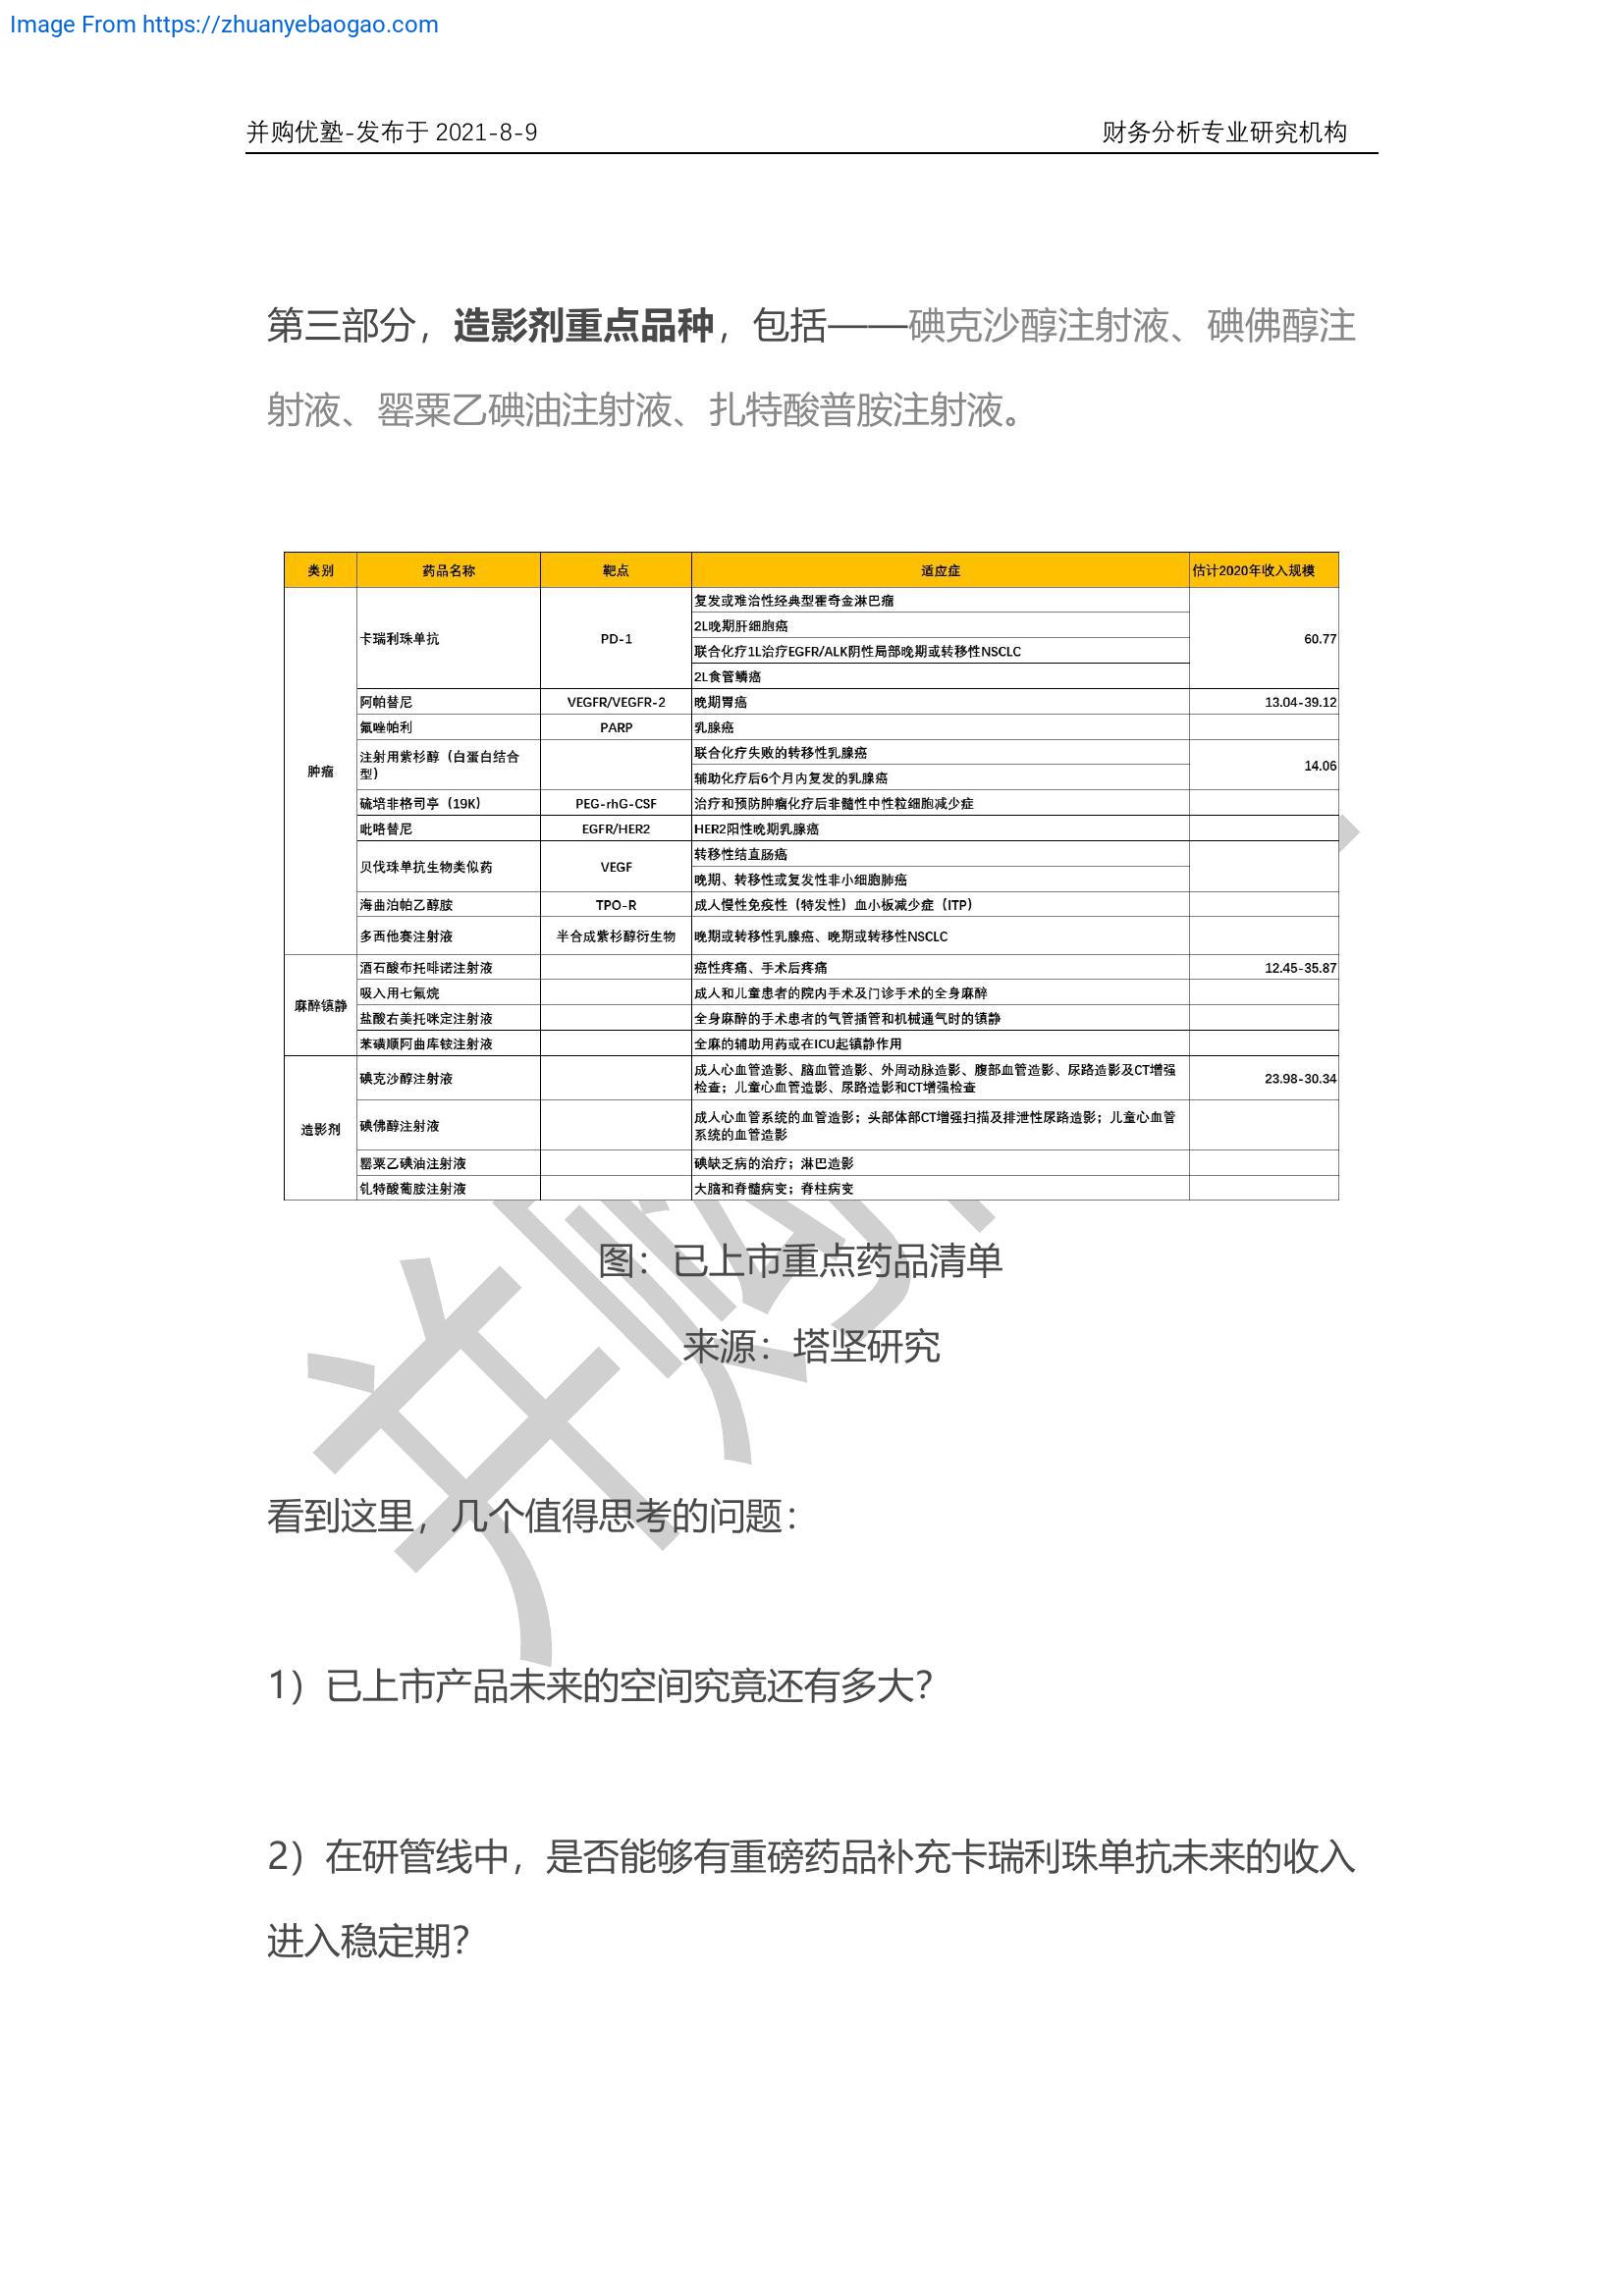 Image From https://zhuanyebaogao.com
并购优塾-发布于 2021-8-9 财务分析专业研究机构
第三部分，造影剂重点品种，包括——碘克沙醇注射液、碘佛醇注
射液、罂粟乙碘油注射液、扎特酸普胺注射液。
类别 药品名称 靶点 适应症 估计2020年收入规模
肿瘤
卡瑞利珠单抗 PD-1 60.77
复发或难治性经典型霍奇金淋巴瘤
2L晚期肝细胞癌
联合化疗1L治疗EGFR/ALK阴性局部晚期或转移性NSCLC
2L食管鳞癌
阿帕替尼 VEGFR/VEGFR-2 晚期胃癌 13.04-39.12
氟唑帕利 PARP 乳腺癌
注射用紫杉醇（白蛋白结合
型）
联合化疗失败的转移性乳腺癌
辅助化疗后6个月内复发的乳腺癌
14.06
硫培非格司亭（19K） PEG-rhG-CSF 治疗和预防肿瘤化疗后非髓性中性粒细胞减少症
吡咯替尼 EGFR/HER2 HER2阳性晚期乳腺癌
贝伐珠单抗生物类似药 VEGF
转移性结直肠癌
晚期、转移性或复发性非小细胞肺癌
海曲泊帕乙醇胺 TPO-R 成人慢性免疫性（特发性）血小板减少症（ITP）
多西他赛注射液 半合成紫杉醇衍生物 晚期或转移性乳腺癌、晚期或转移性NSCLC
麻醉镇静
酒石酸布托啡诺注射液 癌性疼痛、手术后疼痛 12.45-35.87
吸入用七氟烷 成人和儿童患者的院内手术及门诊手术的全身麻醉
盐酸右美托咪定注射液 全身麻醉的手术患者的气管插管和机械通气时的镇静
苯磺顺阿曲库铵注射液 全麻的辅助用药或在ICU起镇静作用
造影剂
碘克沙醇注射液 23.98-30.34
成人心血管造影、脑血管造影、外周动脉造影、腹部血管造影、尿路造影及CT增强
检查；儿童心血管造影、尿路造影和CT增强检查
碘佛醇注射液
成人心血管系统的血管造影；头部体部CT增强扫描及排泄性尿路造影；儿童心血管
系统的血管造影
罂粟乙碘油注射液 碘缺乏病的治疗；淋巴造影
钆特酸葡胺注射液 大脑和脊髓病变；脊柱病变
图：已上市重点药品清单
来源：塔坚研究
看到这里，几个值得思考的问题：
1）已上市产品未来的空间究竟还有多大？
2）在研管线中，是否能够有重磅药品补充卡瑞利珠单抗未来的收入
进入稳定期？
并购